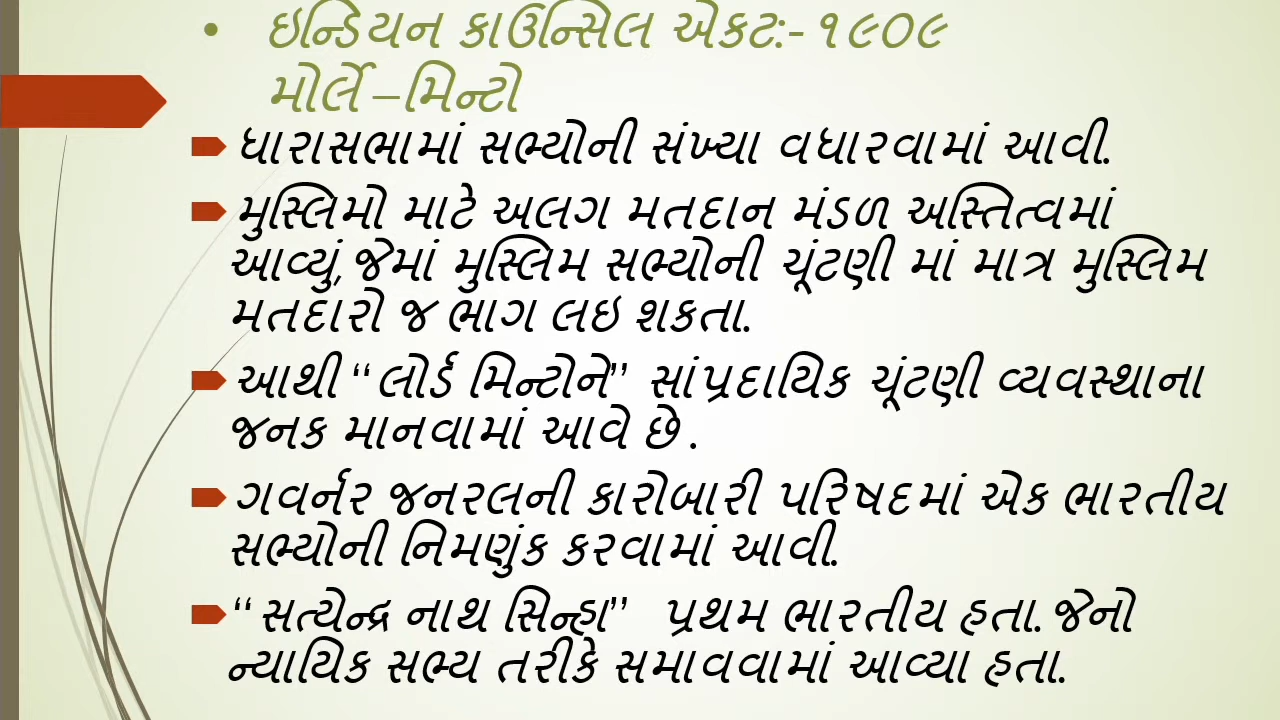 • ઇન્ડિયન કાઉન્સિલ એકટ:- ૧૯૦૯
મોર્લે –મિન્ટો
ધારાસભામાં સભ્યોની સંખ્યા વધારવામાં આવી.
મુસ્લિમો માટે અલગ મતદાન મંડળ અસ્તિત્વમાં
આવ્યું, જેમાં મુસ્લિમ સભ્યોની ચૂંટણી માં માત્ર મુસ્લિમ
મતદારો જ ભાગ લઇ શકતા.
આથી “લોર્ડ મિન્ટોને” સાંપ્રદાયિક ચૂંટણી વ્યવસ્થાના
જનક માનવામાં આવે છે .
ગવર્નર જનરલની કારોબારી પરિષદમાં એક ભારતીય
સભ્યોની નિમણુંક કરવામાં આવી.
“સત્યેન્દ્ર નાથ સિન્હા” પ્રથમ ભારતીય હતા. જેનો
ન્યાયિક સભ્ય તરીકે સમાવવામાં આવ્યા હતા.